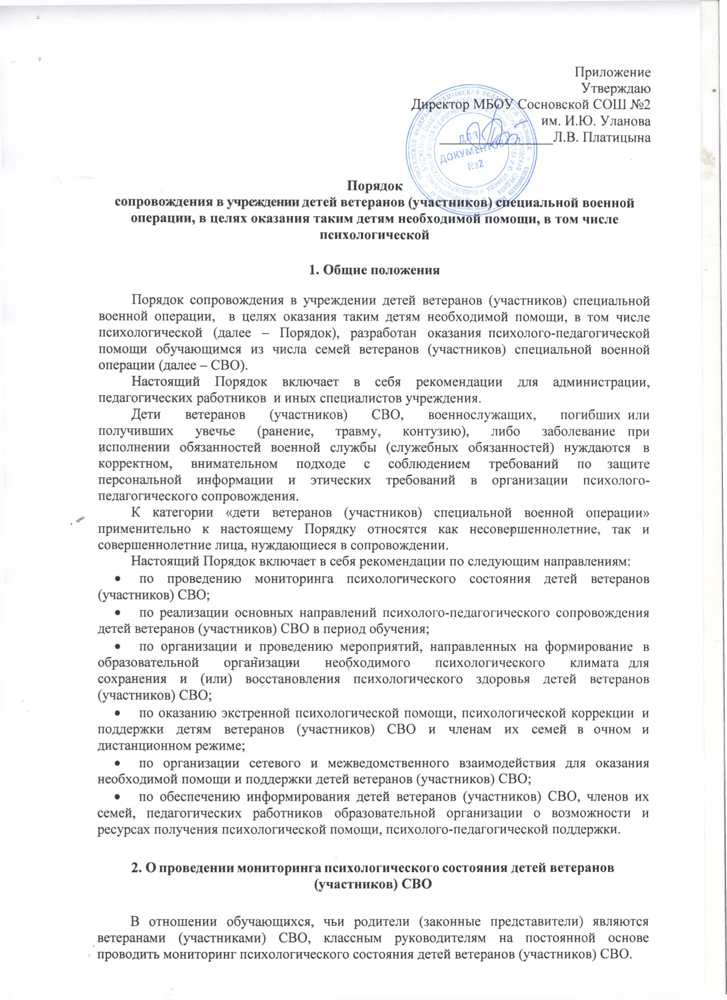 Приложение
Утверждаю
Директор МБОУ Сосновской СОШ №2
им. И.Ю. Уланова
________________Л.В. Платицына
ДЛЯ
ДОКУМЕНТОВ
№2
Порядок
сопровождения в учреждении детей ветеранов (участников) специальной военной
операции, в целях оказания таким детям необходимой помощи, в том числе
психологической
1. Общие положения
Порядок сопровождения в учреждении детей ветеранов (участников) специальной
военной операции, в целях оказания таким детям необходимой помощи, в том числе
психологической (далее – Порядок), разработан оказания психолого-педагогической
помощи обучающимся из числа семей ветеранов (участников) специальной военной
операции (далее – СВО).
Настоящий Порядок включает в себя рекомендации для администрации,
педагогических работников и иных специалистов учреждения.
Дети ветеранов (участников) СВО, военнослужащих, погибших или
получивших увечье (ранение, травму, контузию), либо заболевание при
исполнении обязанностей военной службы (служебных обязанностей) нуждаются в
корректном, внимательном подходе с соблюдением требований по защите
персональной информации и этических требований в организации психолого-
педагогического сопровождения.
К категории «дети ветеранов (участников) специальной военной операции»
применительно к настоящему Порядку относятся как несовершеннолетние, так и
совершеннолетние лица, нуждающиеся в сопровождении.
Настоящий Порядок включает в себя рекомендации по следующим направлениям:
• по проведению мониторинга психологического состояния детей ветеранов
(участников) СВО;
• по реализации основных направлений психолого-педагогического сопровождения
детей ветеранов (участников) СВО в период обучения;
• по организации и проведению мероприятий, направленных на формирование в
образовательной организации необходимого психологического климата для
сохранения и (или) восстановления психологического здоровья детей ветеранов
(участников) СВО;
• по оказанию экстренной психологической помощи, психологической коррекции и
поддержки детям ветеранов (участников) СВО и членам их семей в очном и
дистанционном режиме;
• по организации сетевого и межведомственного взаимодействия для оказания
необходимой помощи и поддержки детей ветеранов (участников) СВО;
• по обеспечению информирования детей ветеранов (участников) СВО, членов их
семей, педагогических работников образовательной организации о возможности и
ресурсах получения психологической помощи, психолого-педагогической поддержки.
2. О проведении мониторинга психологического состояния детей ветеранов
(участников) СВО
В отношении обучающихся, чьи родители (законные представители) являются
ветеранами (участниками) СВО, классным руководителям на постоянной основе
проводить мониторинг психологического состояния детей ветеранов (участников) СВО.